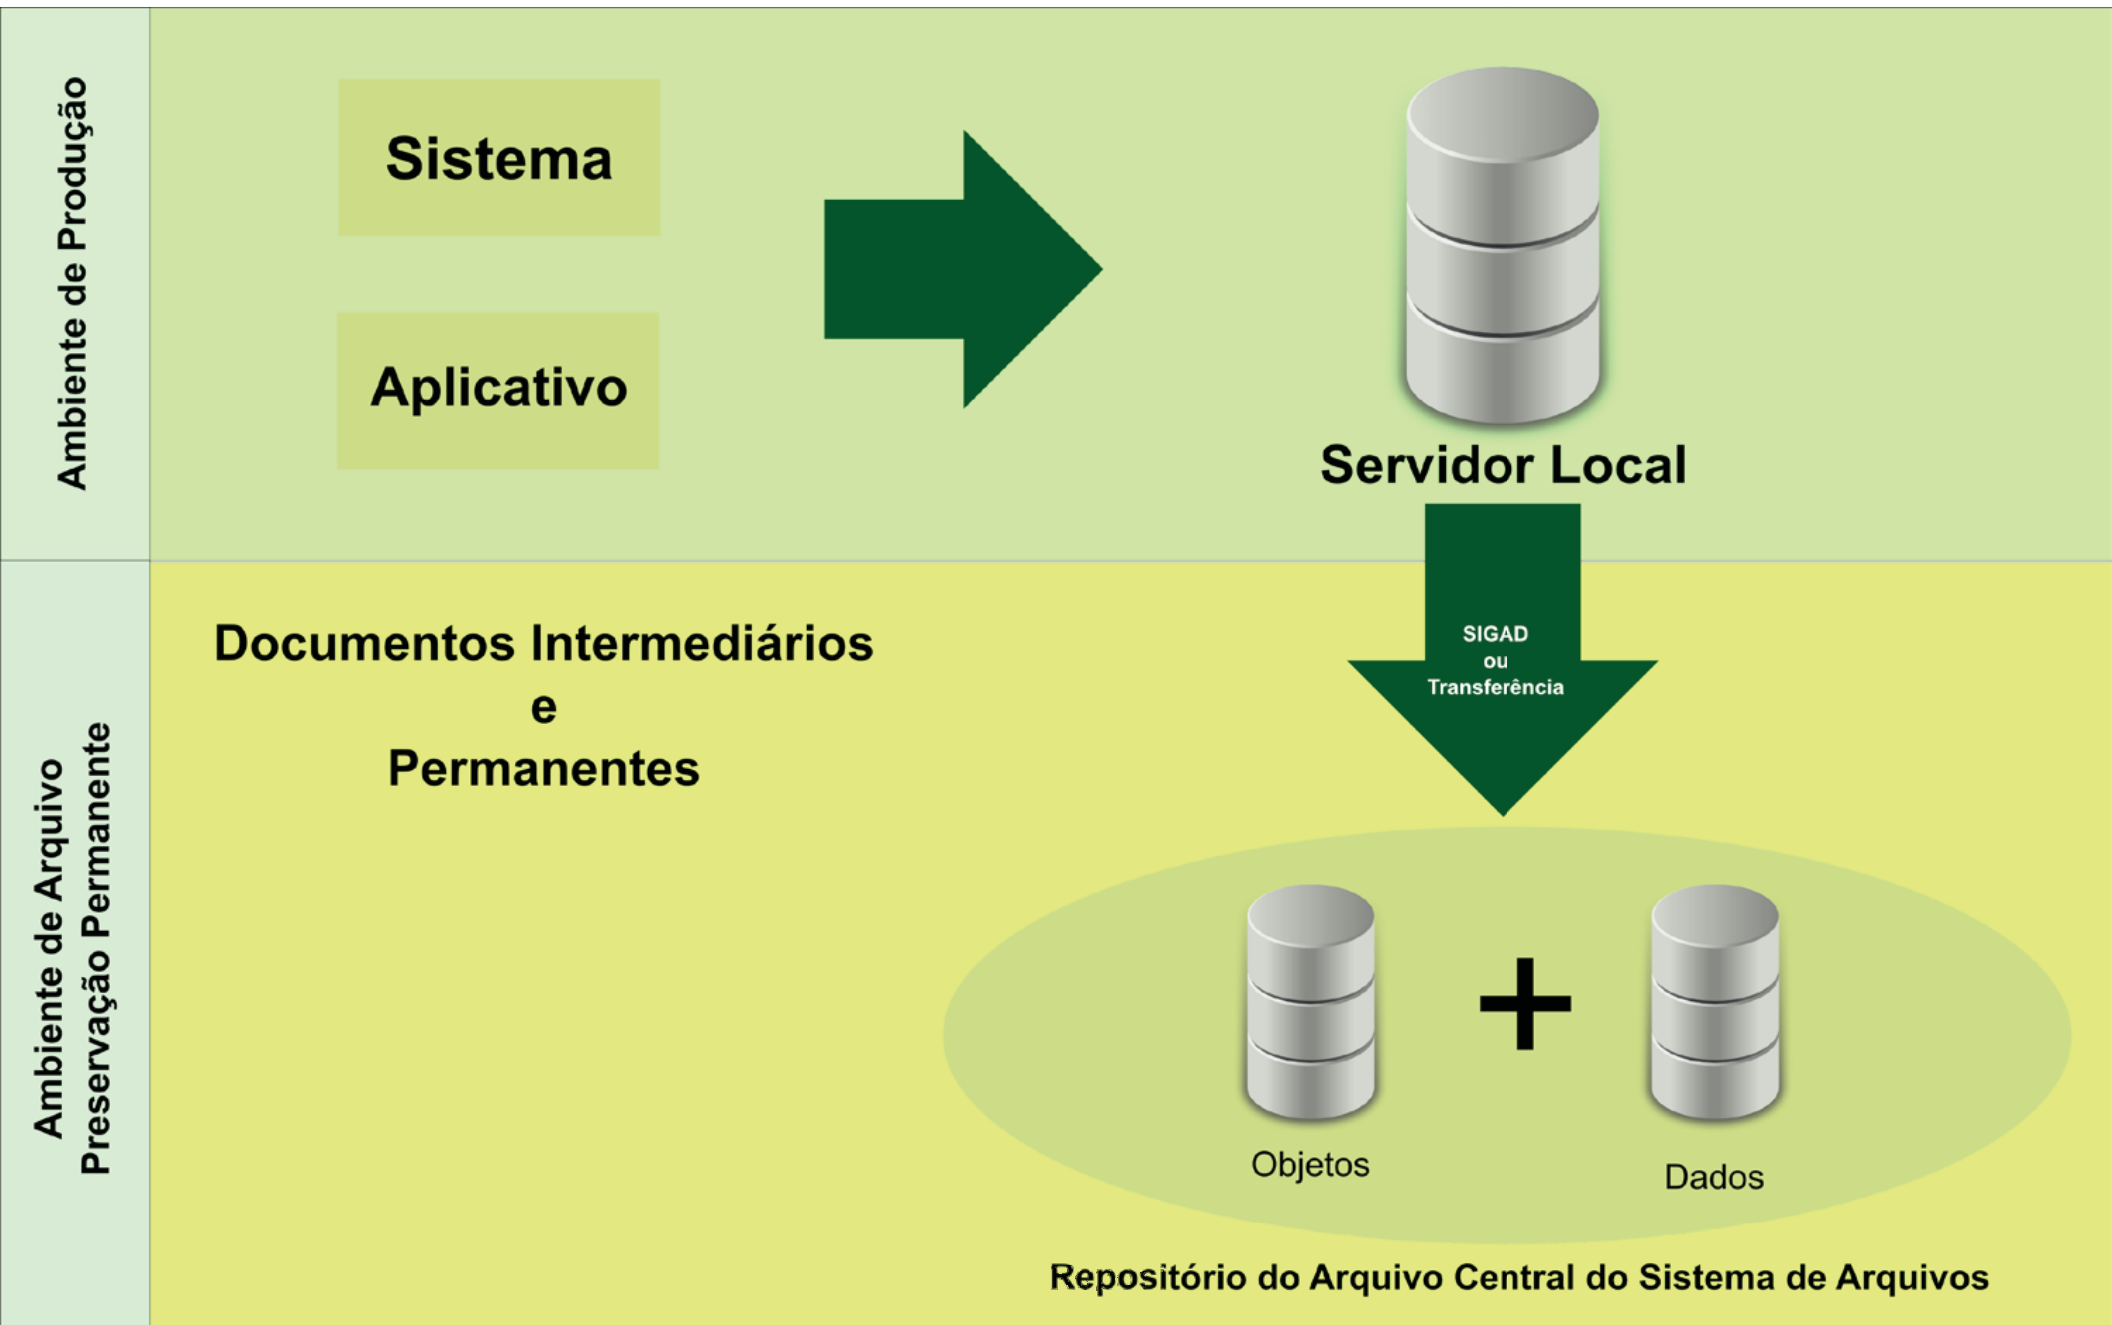 Ambiente de Produção
Sistema
Aplicativo
Servidor Local
Ambiente de Arquivo
Preservação Permanente
Documentos Intermediários
e
Permanentes
SIGAD
ou
Transferência
Objetos
Dados
Repositório do Arquivo Central do Sistema de Arquivos